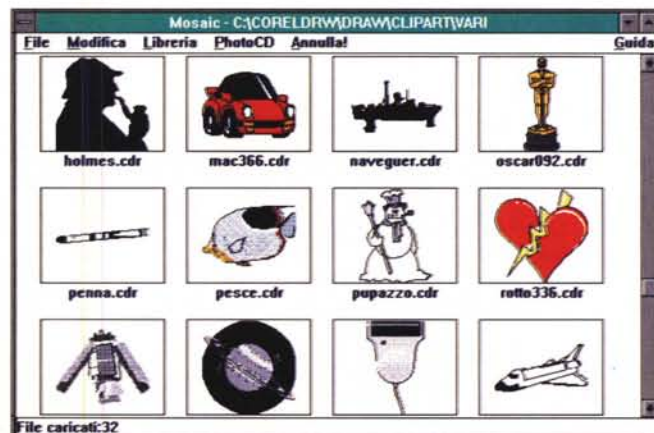 Mosaic - C:\CORELDRW\DRAW\CLIPART\VARI
File Modifica Libreria PhotoCD Annulla! Guida
holmes.cdr mac366.cdr naveguer.cdr oscar092.cdr
penna.cdr pesce.cdr pupazzo.cdr rotto336.cdr
File caricati:32